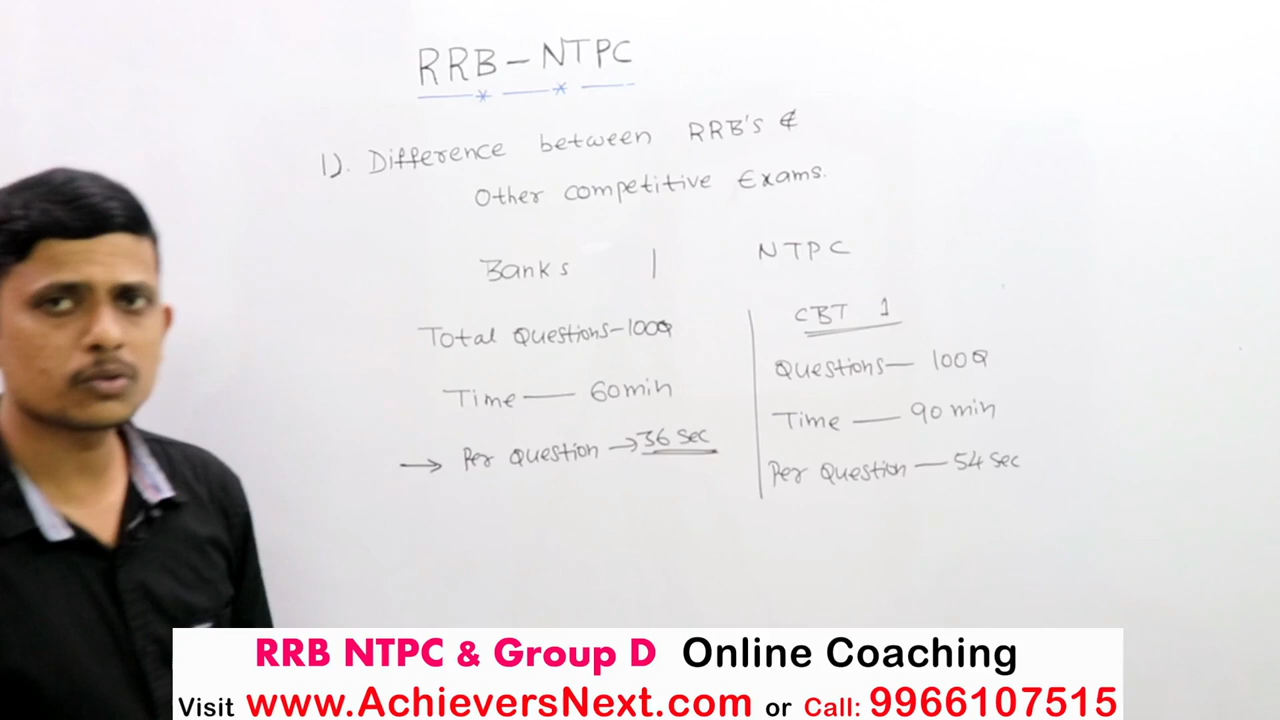 RRB-NTPC
1). Difference between RRB's &
Other competitive Exams.
Banks | NTPC
Total Questions-100Q
Time — 60min
→ Per Question → 36 sec
CBT 1
Questions — 100Q
Time — 90 min
Per Question — 54 sec
RRB NTPC & Group D Online Coaching
Visit www.AchieversNext.com or Call: 9966107515